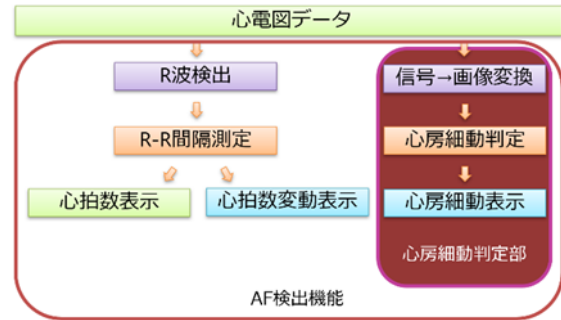 心電図データ
R波検出
信号→画像変換
R-R間隔測定
心房細動判定
心拍数表示
心拍数変動表示
心房細動表示
心房細動判定部
AF検出機能